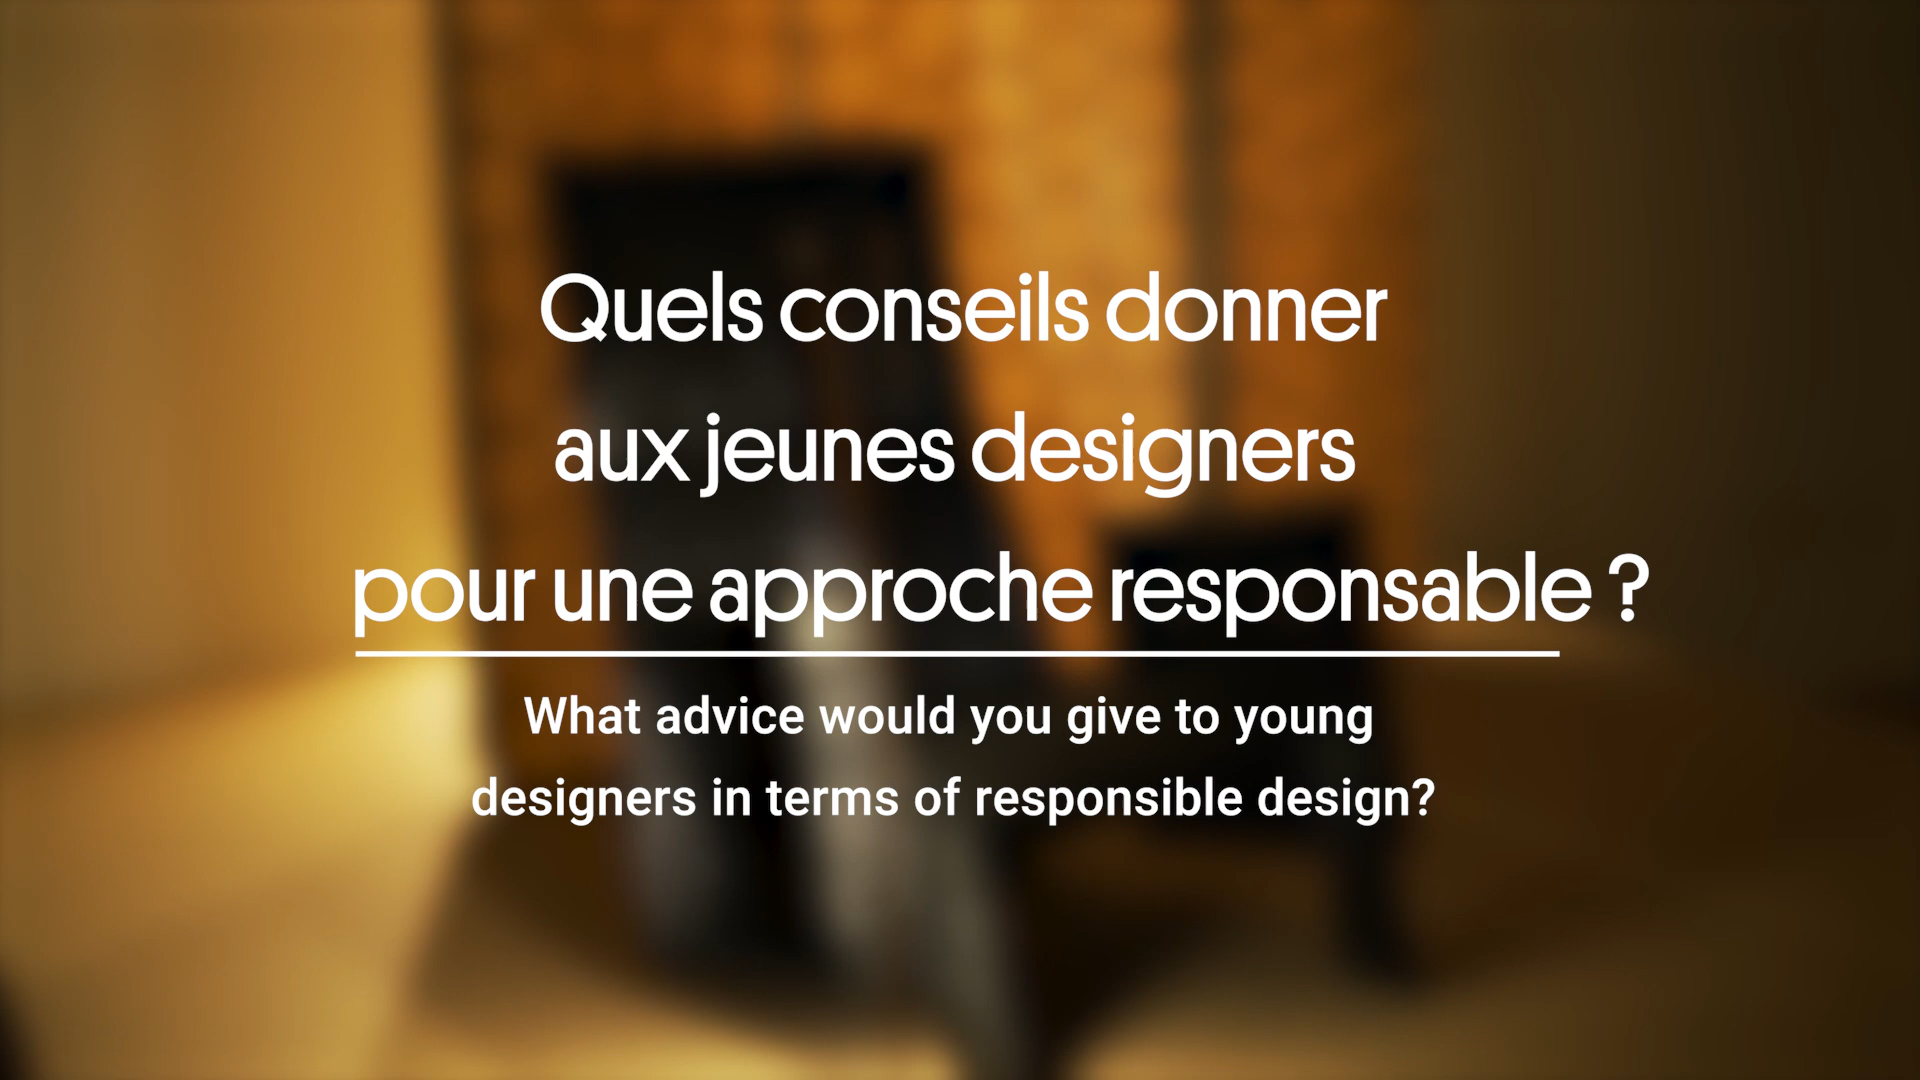 Quels conseils donner
aux jeunes designers
pour une approche responsable ?
What advice would you give to young
designers in terms of responsible design?